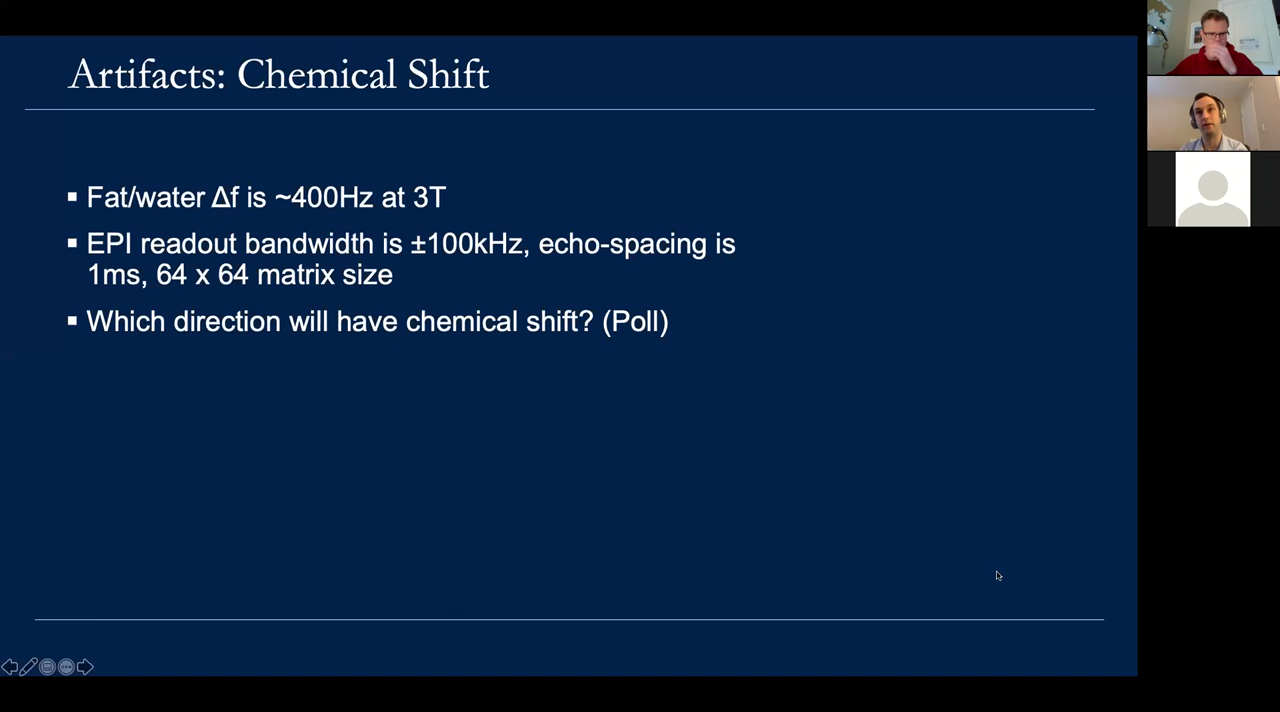 Artifacts: Chemical Shift
▪ Fat/water Δf is ~400Hz at 3T
▪ EPI readout bandwidth is ±100kHz, echo-spacing is
1ms, 64 x 64 matrix size
▪ Which direction will have chemical shift? (Poll)